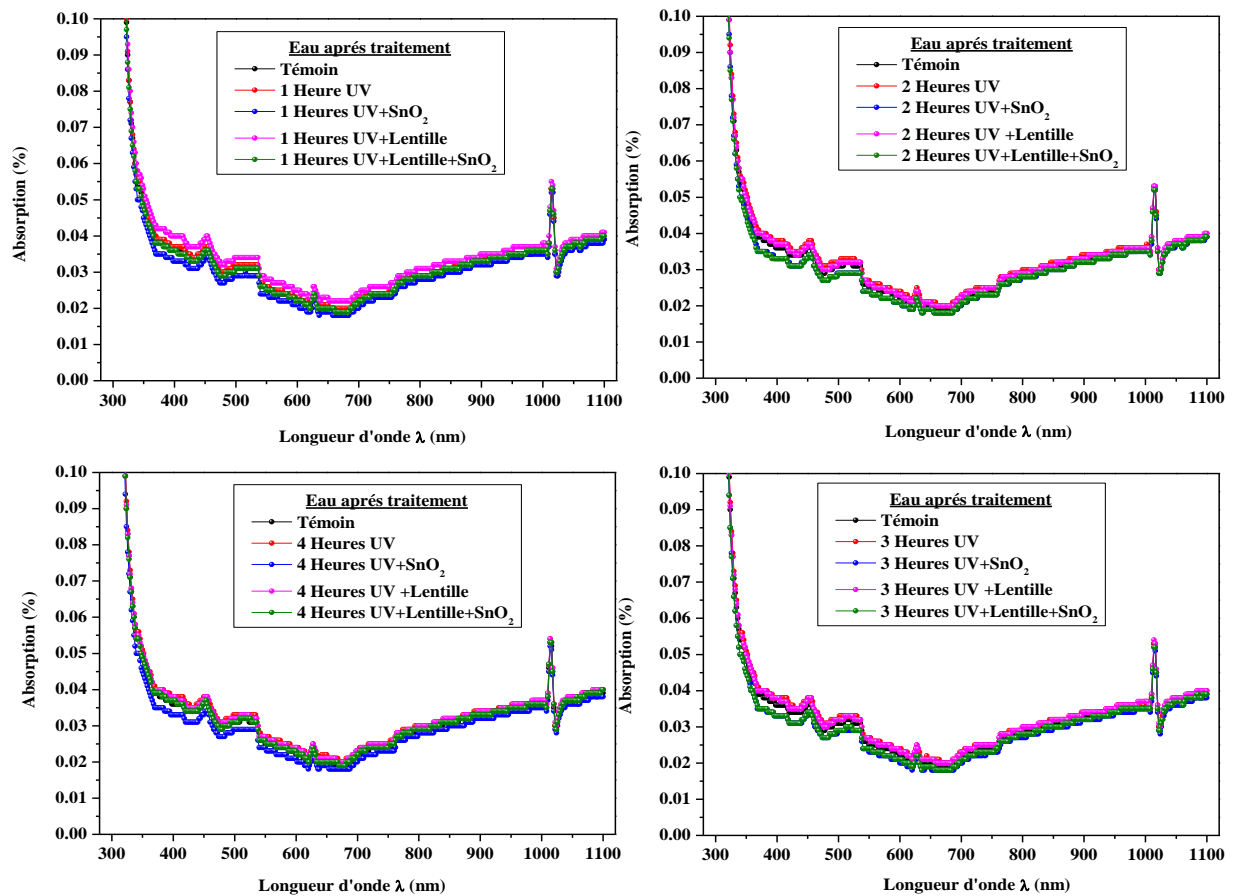 0.10
0.09
0.08
0.07
0.06
0.05
0.04
0.03
0.02
0.01
0.00
Absorption (%)
Eau aprés traitement
Témoin
1 Heure UV
1 Heures UV+SnO2
1 Heures UV+Lentille
1 Heures UV+Lentille+SnO2
300 400 500 600 700 800 900 1000 1100
Longueur d'onde λ (nm)
0.10
0.09
0.08
0.07
0.06
0.05
0.04
0.03
0.02
0.01
0.00
Absorption (%)
Eau aprés traitement
Témoin
2 Heures UV
2 Heures UV+SnO2
2 Heures UV +Lentille
2 Heures UV+Lentille+SnO2
300 400 500 600 700 800 900 1000 1100
Longueur d'onde λ (nm)
0.10
0.09
0.08
0.07
0.06
0.05
0.04
0.03
0.02
0.01
0.00
Absorption (%)
Eau aprés traitement
Témoin
4 Heures UV
4 Heures UV+SnO2
4 Heures UV +Lentille
4 Heures UV+Lentille+SnO2
300 400 500 600 700 800 900 1000 1100
Longueur d'onde λ (nm)
0.10
0.09
0.08
0.07
0.06
0.05
0.04
0.03
0.02
0.01
0.00
Absorption (%)
Eau aprés traitement
Témoin
3 Heures UV
3 Heures UV+SnO2
3 Heures UV +Lentille
3 Heures UV+Lentille+SnO2
300 400 500 600 700 800 900 1000 1100
Longueur d'onde λ (nm)